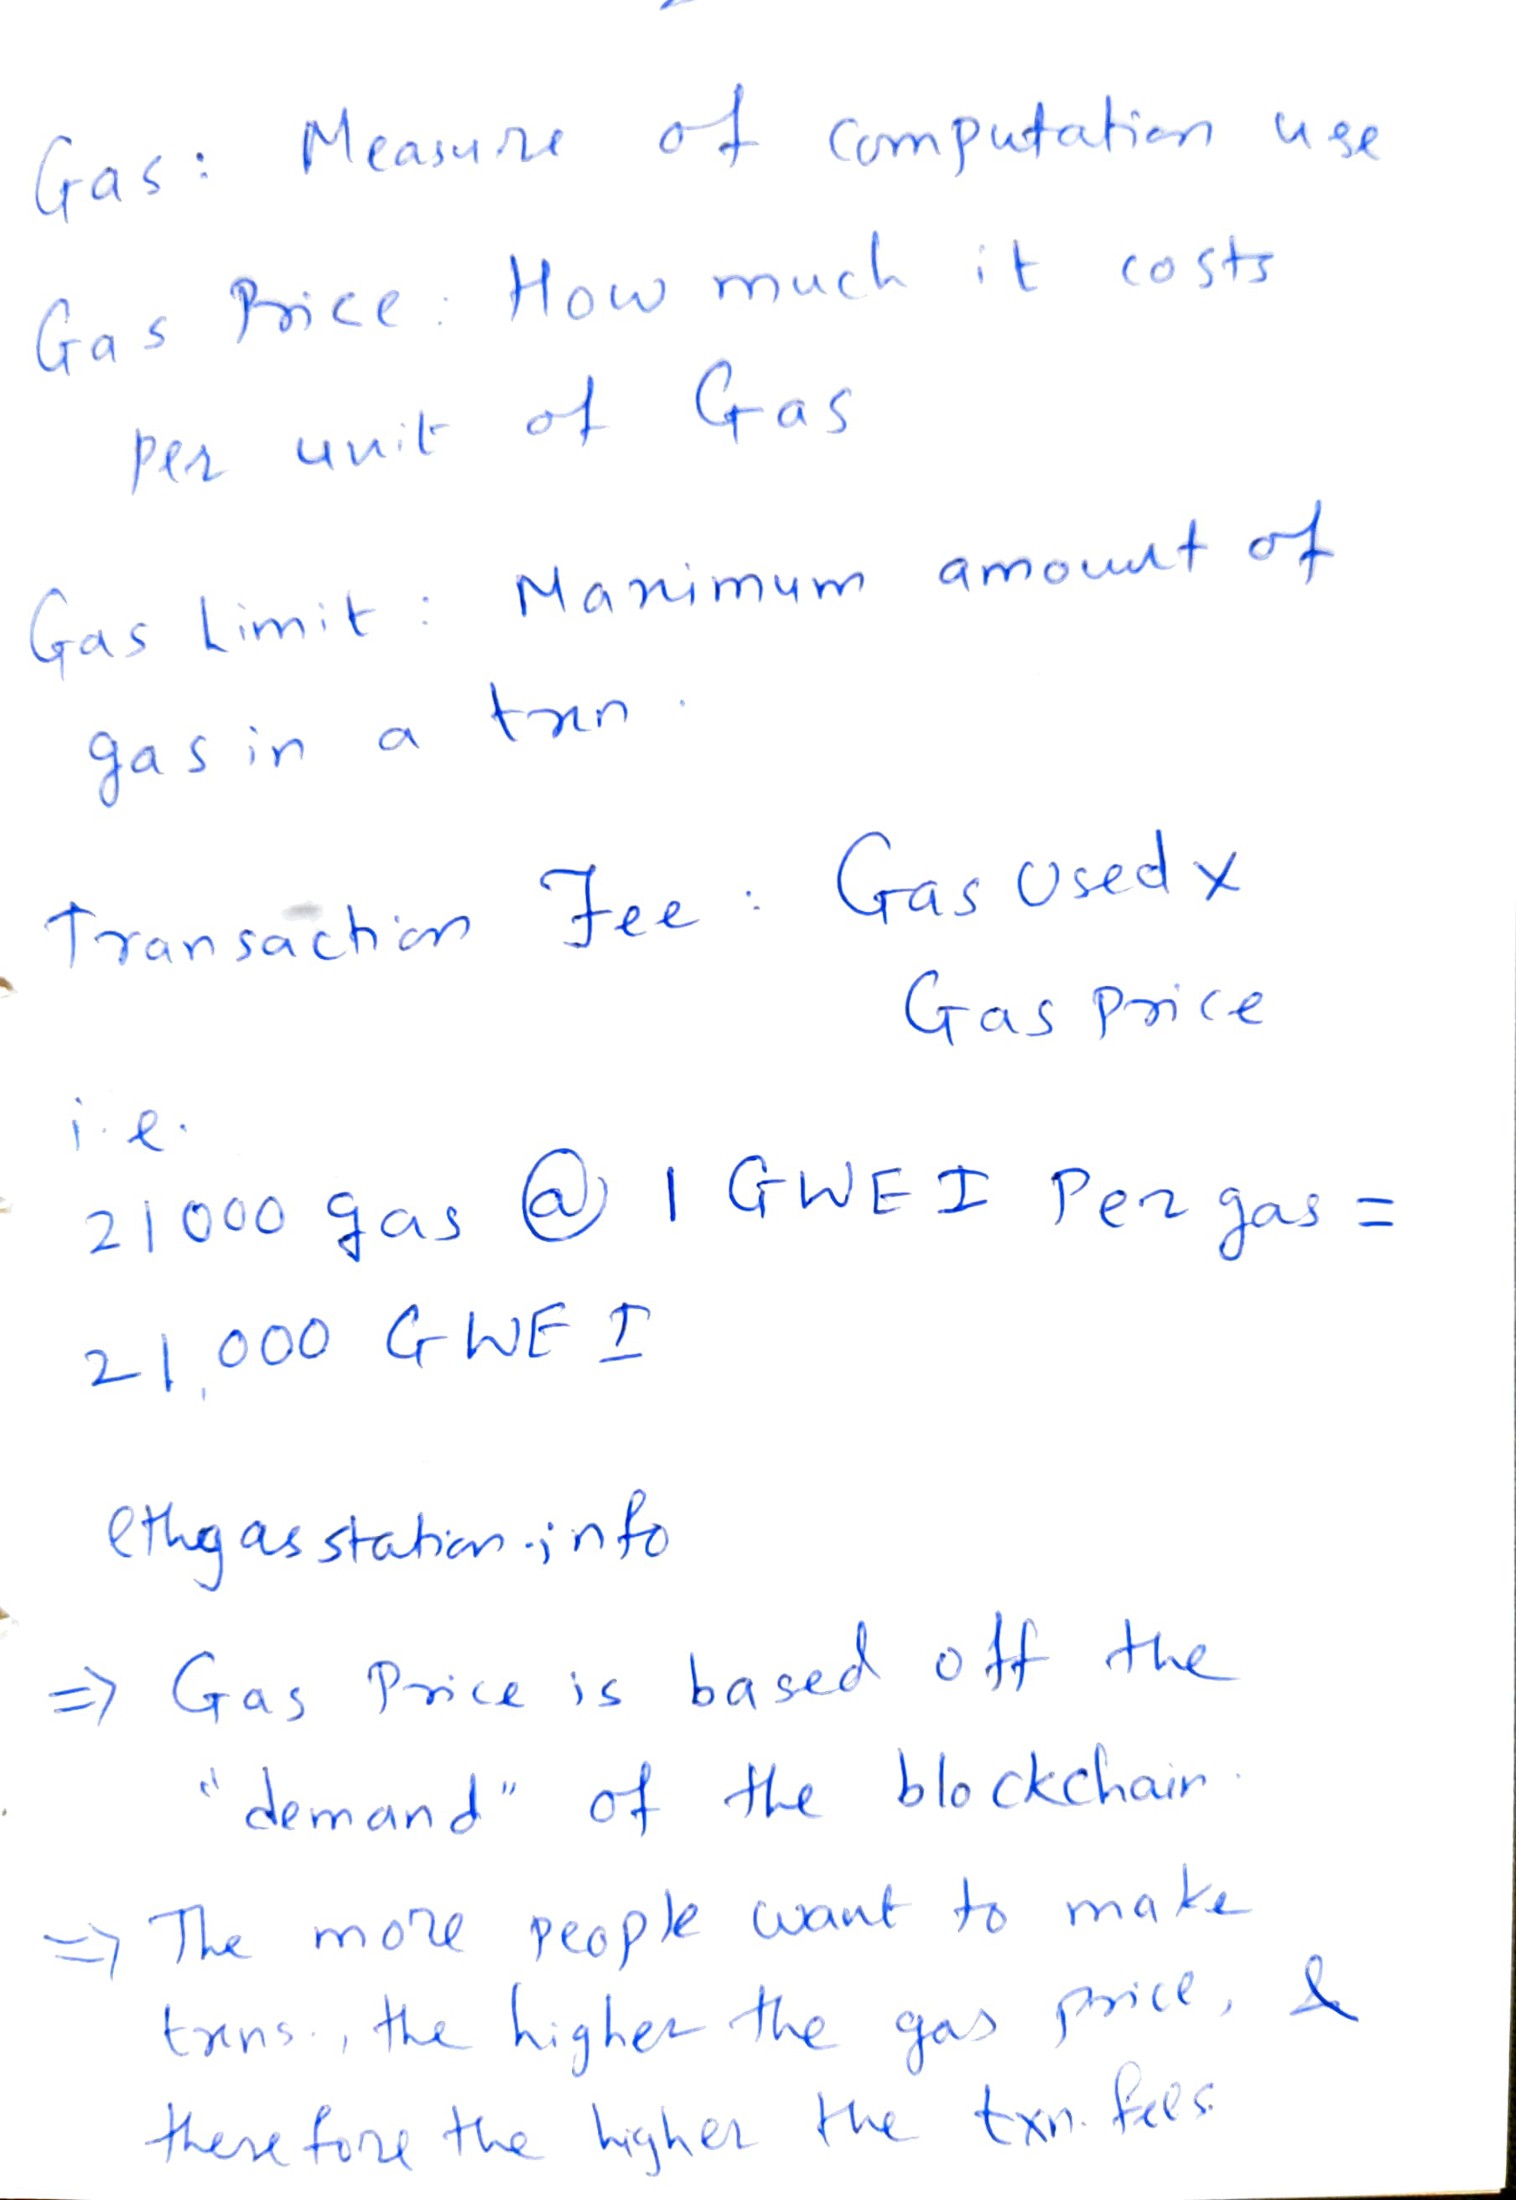 Gas: Measure of computation use
Gas Price: How much it costs
per unit of Gas
Gas Limit: Maximum amount of
gas in a txn.
Transaction Fee: Gas Used x
Gas Price
i.e.
21000 gas @ 1 GWEI Per gas =
21,000 GWEI
ethgasstation.info
=> Gas Price is based off the
"demand" of the blockchain.
=> The more people want to make
txns., the higher the gas price, &
therefore the higher the txn. fees.